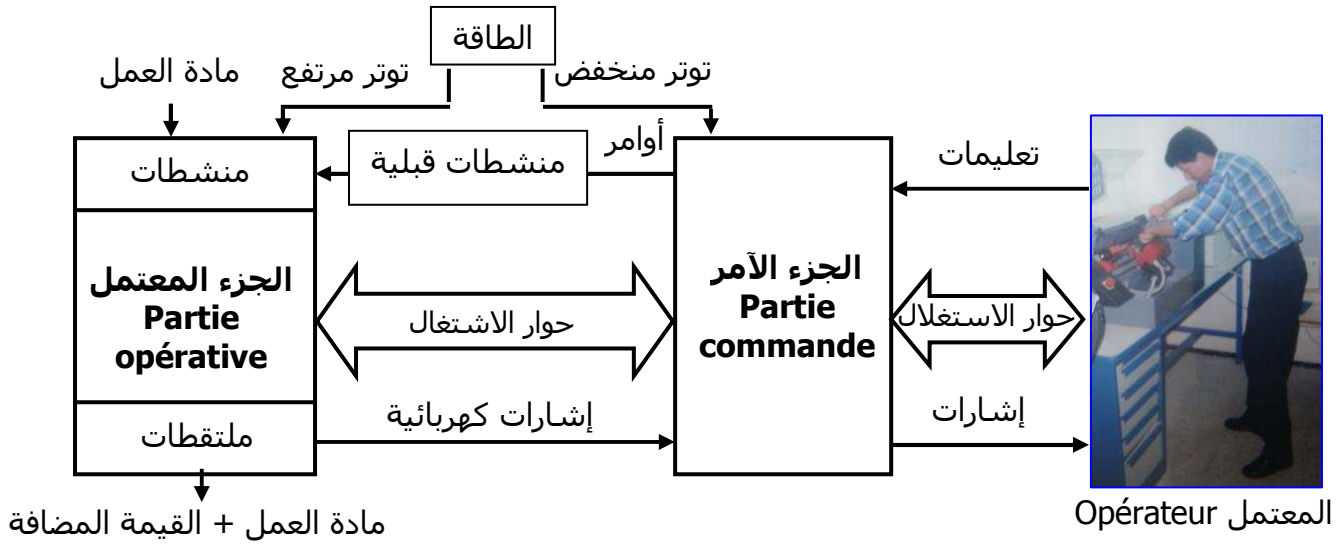 الطاقة
مادة العمل
توتر مرتفع
توتر منخفض
منشطات
منشطات قبلية
أوامر
تعليمات
الجزء المعتمل
Partie
opérative
حوار الاشتغال
الجزء الآمر
Partie
commande
حوار الاستغلال
ملتقطات
إشارات كهربائية
إشارات
مادة العمل + القيمة المضافة
المعتمل Opérateur